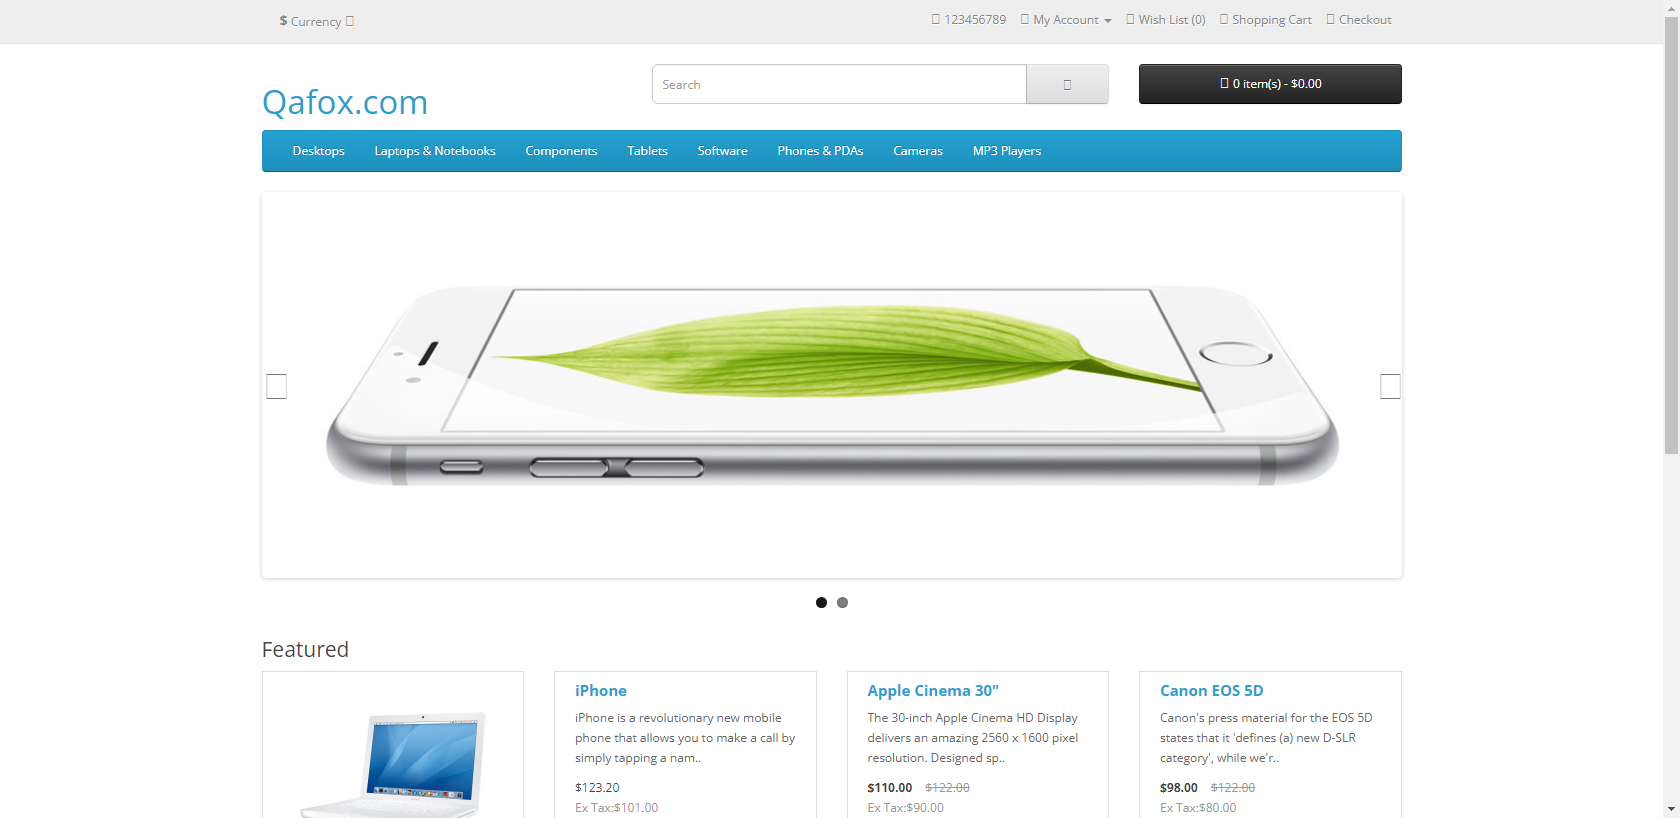 $ Currency
123456789 My Account Wish List (0) Shopping Cart Checkout
Qafox.com
Search
0 item(s) - $0.00
Desktops Laptops & Notebooks Components Tablets Software Phones & PDAs Cameras MP3 Players
Featured
iPhone
iPhone is a revolutionary new mobile
phone that allows you to make a call by
simply tapping a nam..
$123.20
Ex Tax:$101.00
Apple Cinema 30"
The 30-inch Apple Cinema HD Display
delivers an amazing 2560 x 1600 pixel
resolution. Designed sp..
$110.00 $122.00
Ex Tax:$90.00
Canon EOS 5D
Canon's press material for the EOS 5D
states that it 'defines (a) new D-SLR
category', while we'r..
$98.00 $122.00
Ex Tax:$80.00